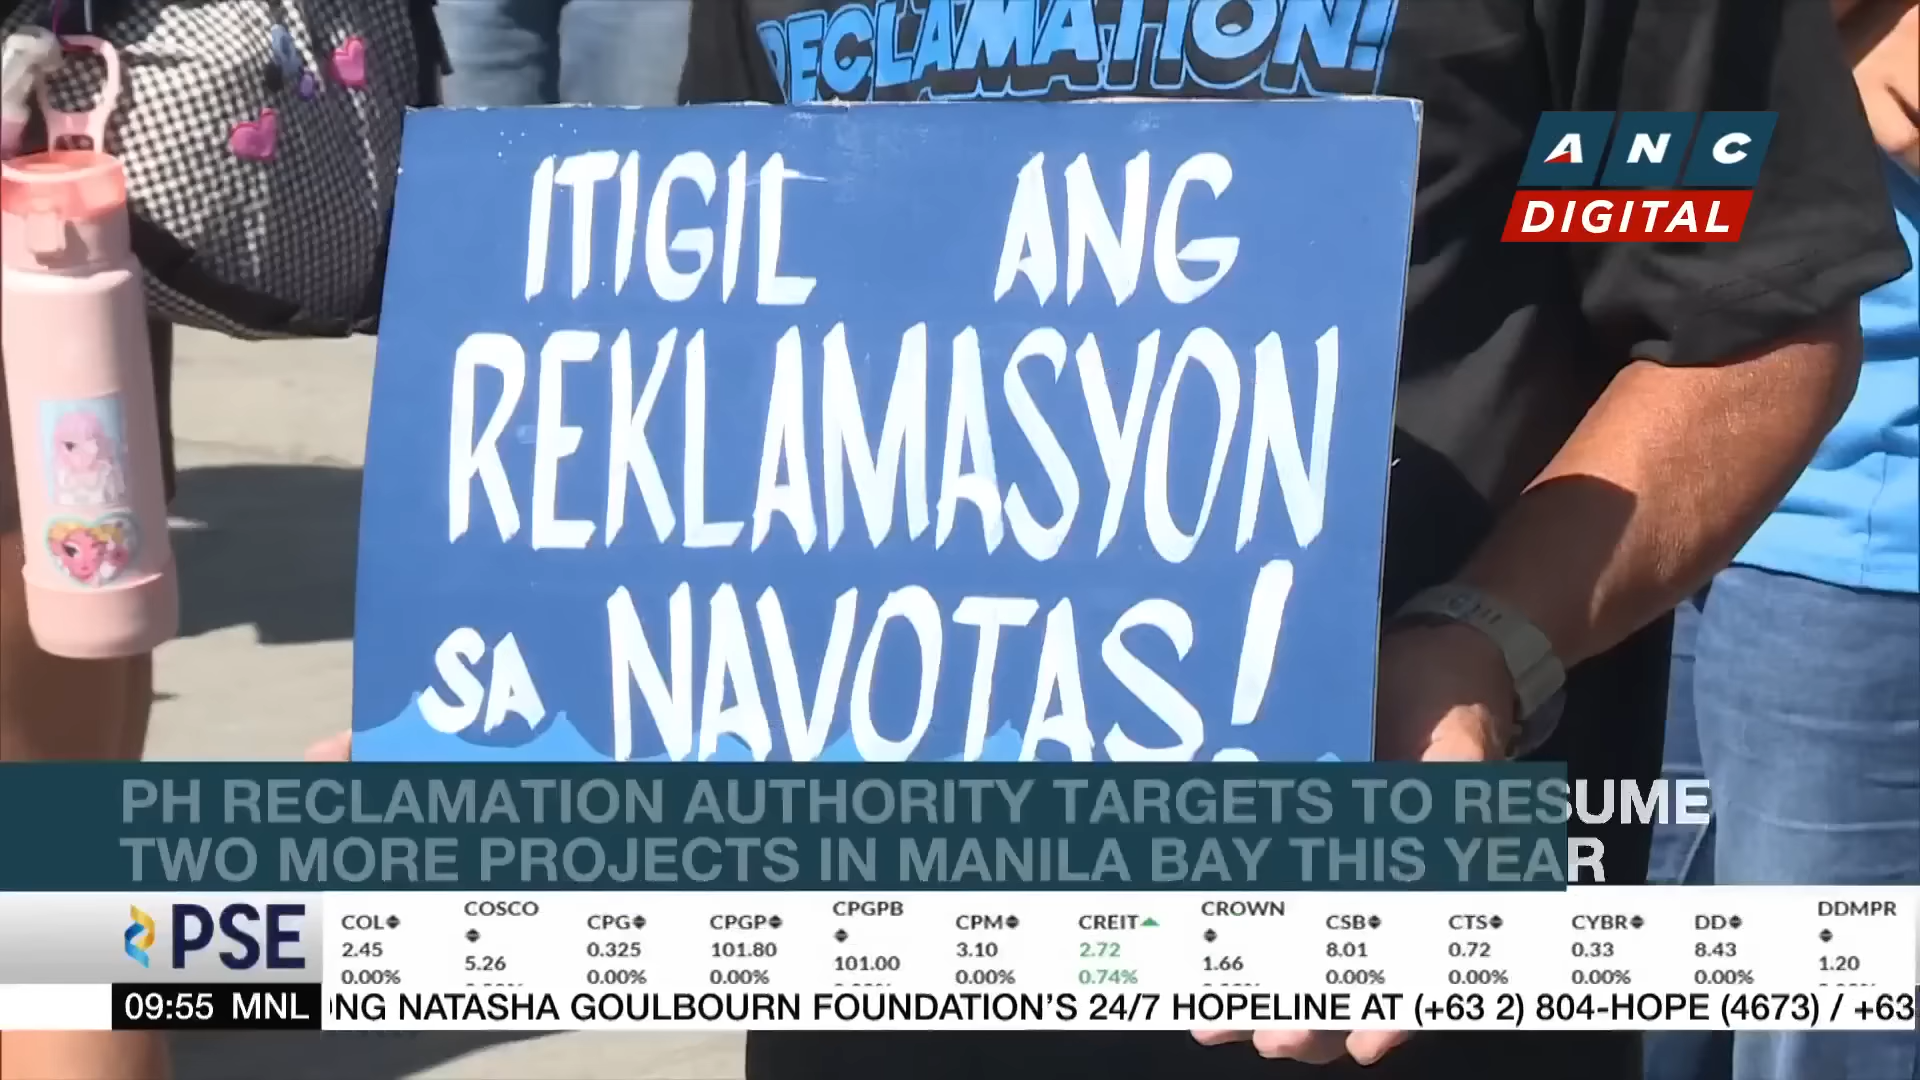 RECLAMATION!
ANC
DIGITAL
ITIGIL ANG
REKLAMASYON
SA NAVOTAS!
PH RECLAMATION AUTHORITY TARGETS TO RESUME
TWO MORE PROJECTS IN MANILA BAY THIS YEAR
PSE
COL 2.45 0.00%
COSCO 5.26
CPG 0.325 0.00%
CPGP 101.80 0.00%
CPGPB 101.00
CPM 3.10 0.00%
CREIT 2.72 0.74%
CROWN 1.66
CSB 8.01 0.00%
CTS 0.72 0.00%
CYBR 0.33 0.00%
DD 8.43 0.00%
DDMPR 1.20
09:55 MNL
NATASHA GOULBOURN FOUNDATION'S 24/7 HOPELINE AT (+63 2) 804-HOPE (4673) / +63